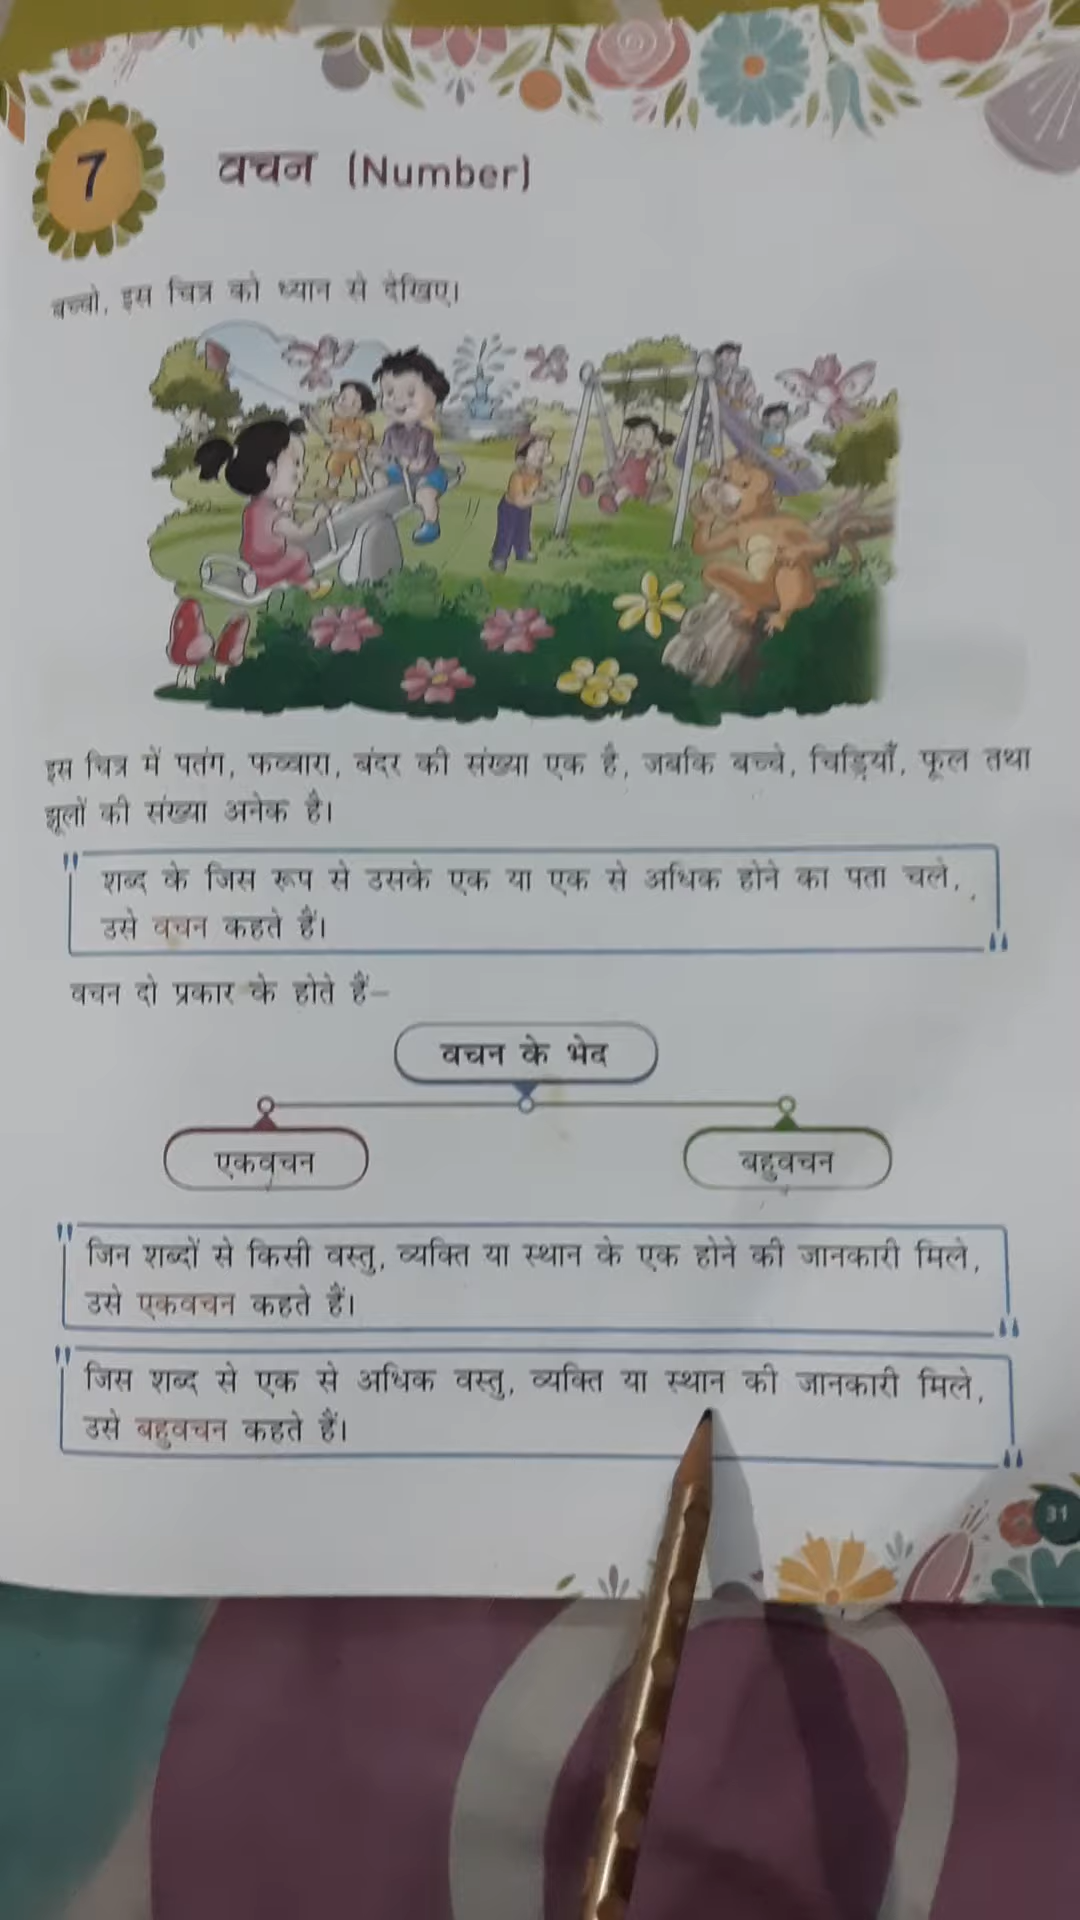 7
वचन (Number)
बच्चो, इस चित्र को ध्यान से देखिए।
इस चित्र में पतंग, फव्वारा, बंदर की संख्या एक है, जबकि बच्चे, चिड़ियाँ, फूल तथा
झूलों की संख्या अनेक है।
शब्द के जिस रूप से उसके एक या एक से अधिक होने का पता चले,
उसे वचन कहते हैं।
वचन दो प्रकार के होते हैं–
वचन के भेद
एकवचन
बहुवचन
जिन शब्दों से किसी वस्तु, व्यक्ति या स्थान के एक होने की जानकारी मिले,
उसे एकवचन कहते हैं।
जिस शब्द से एक से अधिक वस्तु, व्यक्ति या स्थान की जानकारी मिले,
उसे बहुवचन कहते हैं।
31